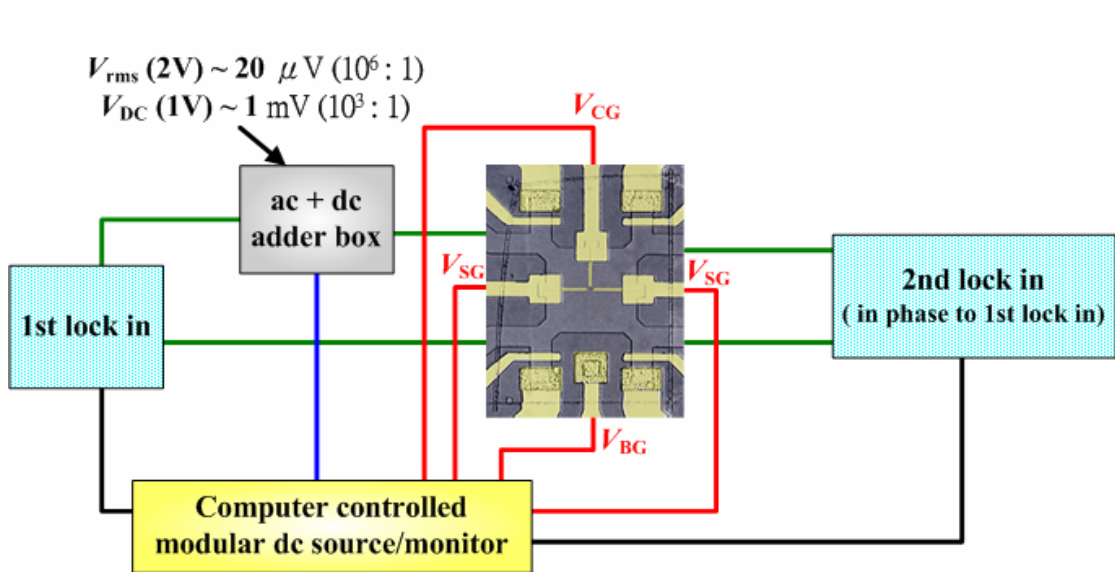 Vrms (2V) ~ 20 μV (10⁶ : 1)
VDC (1V) ~ 1 mV (10³ : 1)
VCG
ac + dc
adder box
VSG
VSG
1st lock in
2nd lock in
( in phase to 1st lock in)
VBG
Computer controlled
modular dc source/monitor